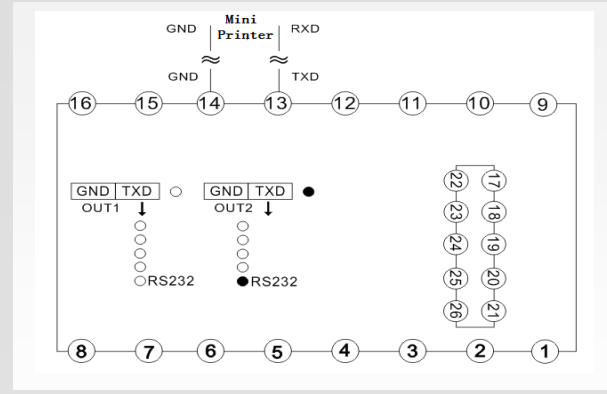 Mini
GND Printer RXD
GND TXD
16 15 14 13 12 11 10 9
GND TXD GND TXD
OUT1 OUT2
RS232 RS232
22 17
23 18
24 19
25 20
26 21
8 7 6 5 4 3 2 1